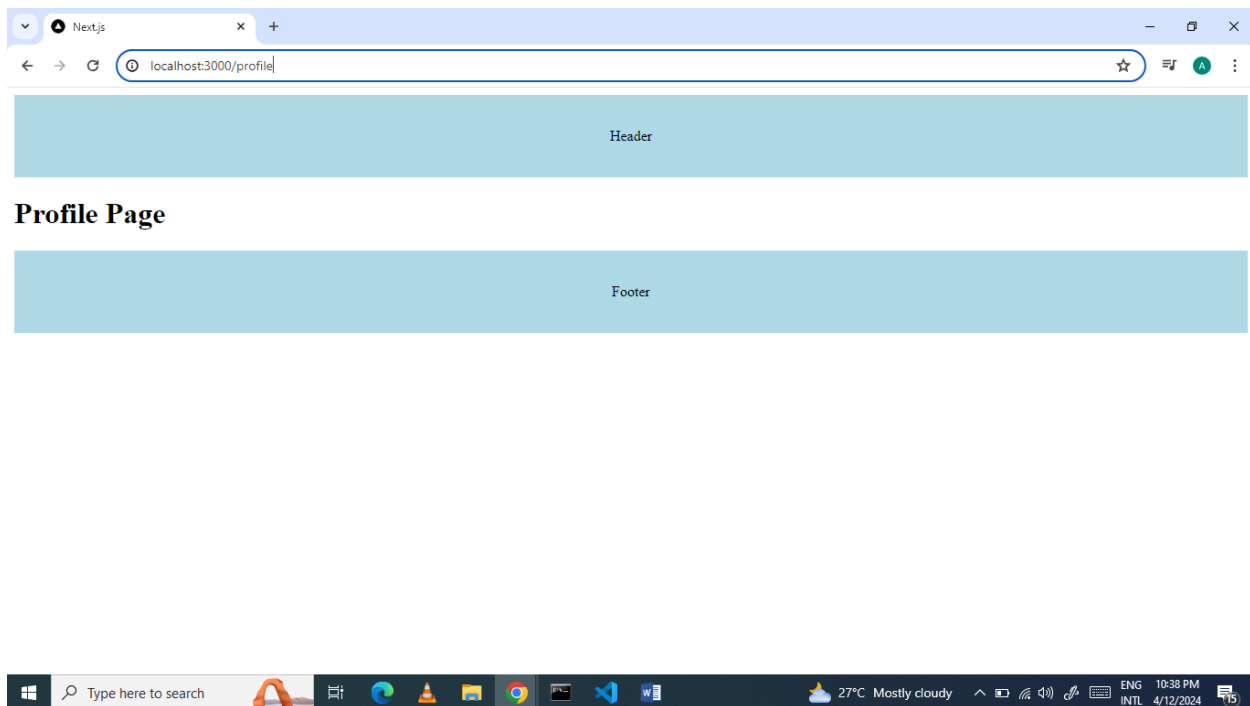 Next.js
localhost:3000/profile
A
Header
Profile Page
Footer
Type here to search
27°C Mostly cloudy
ENG
INTL
10:38 PM
4/12/2024
15